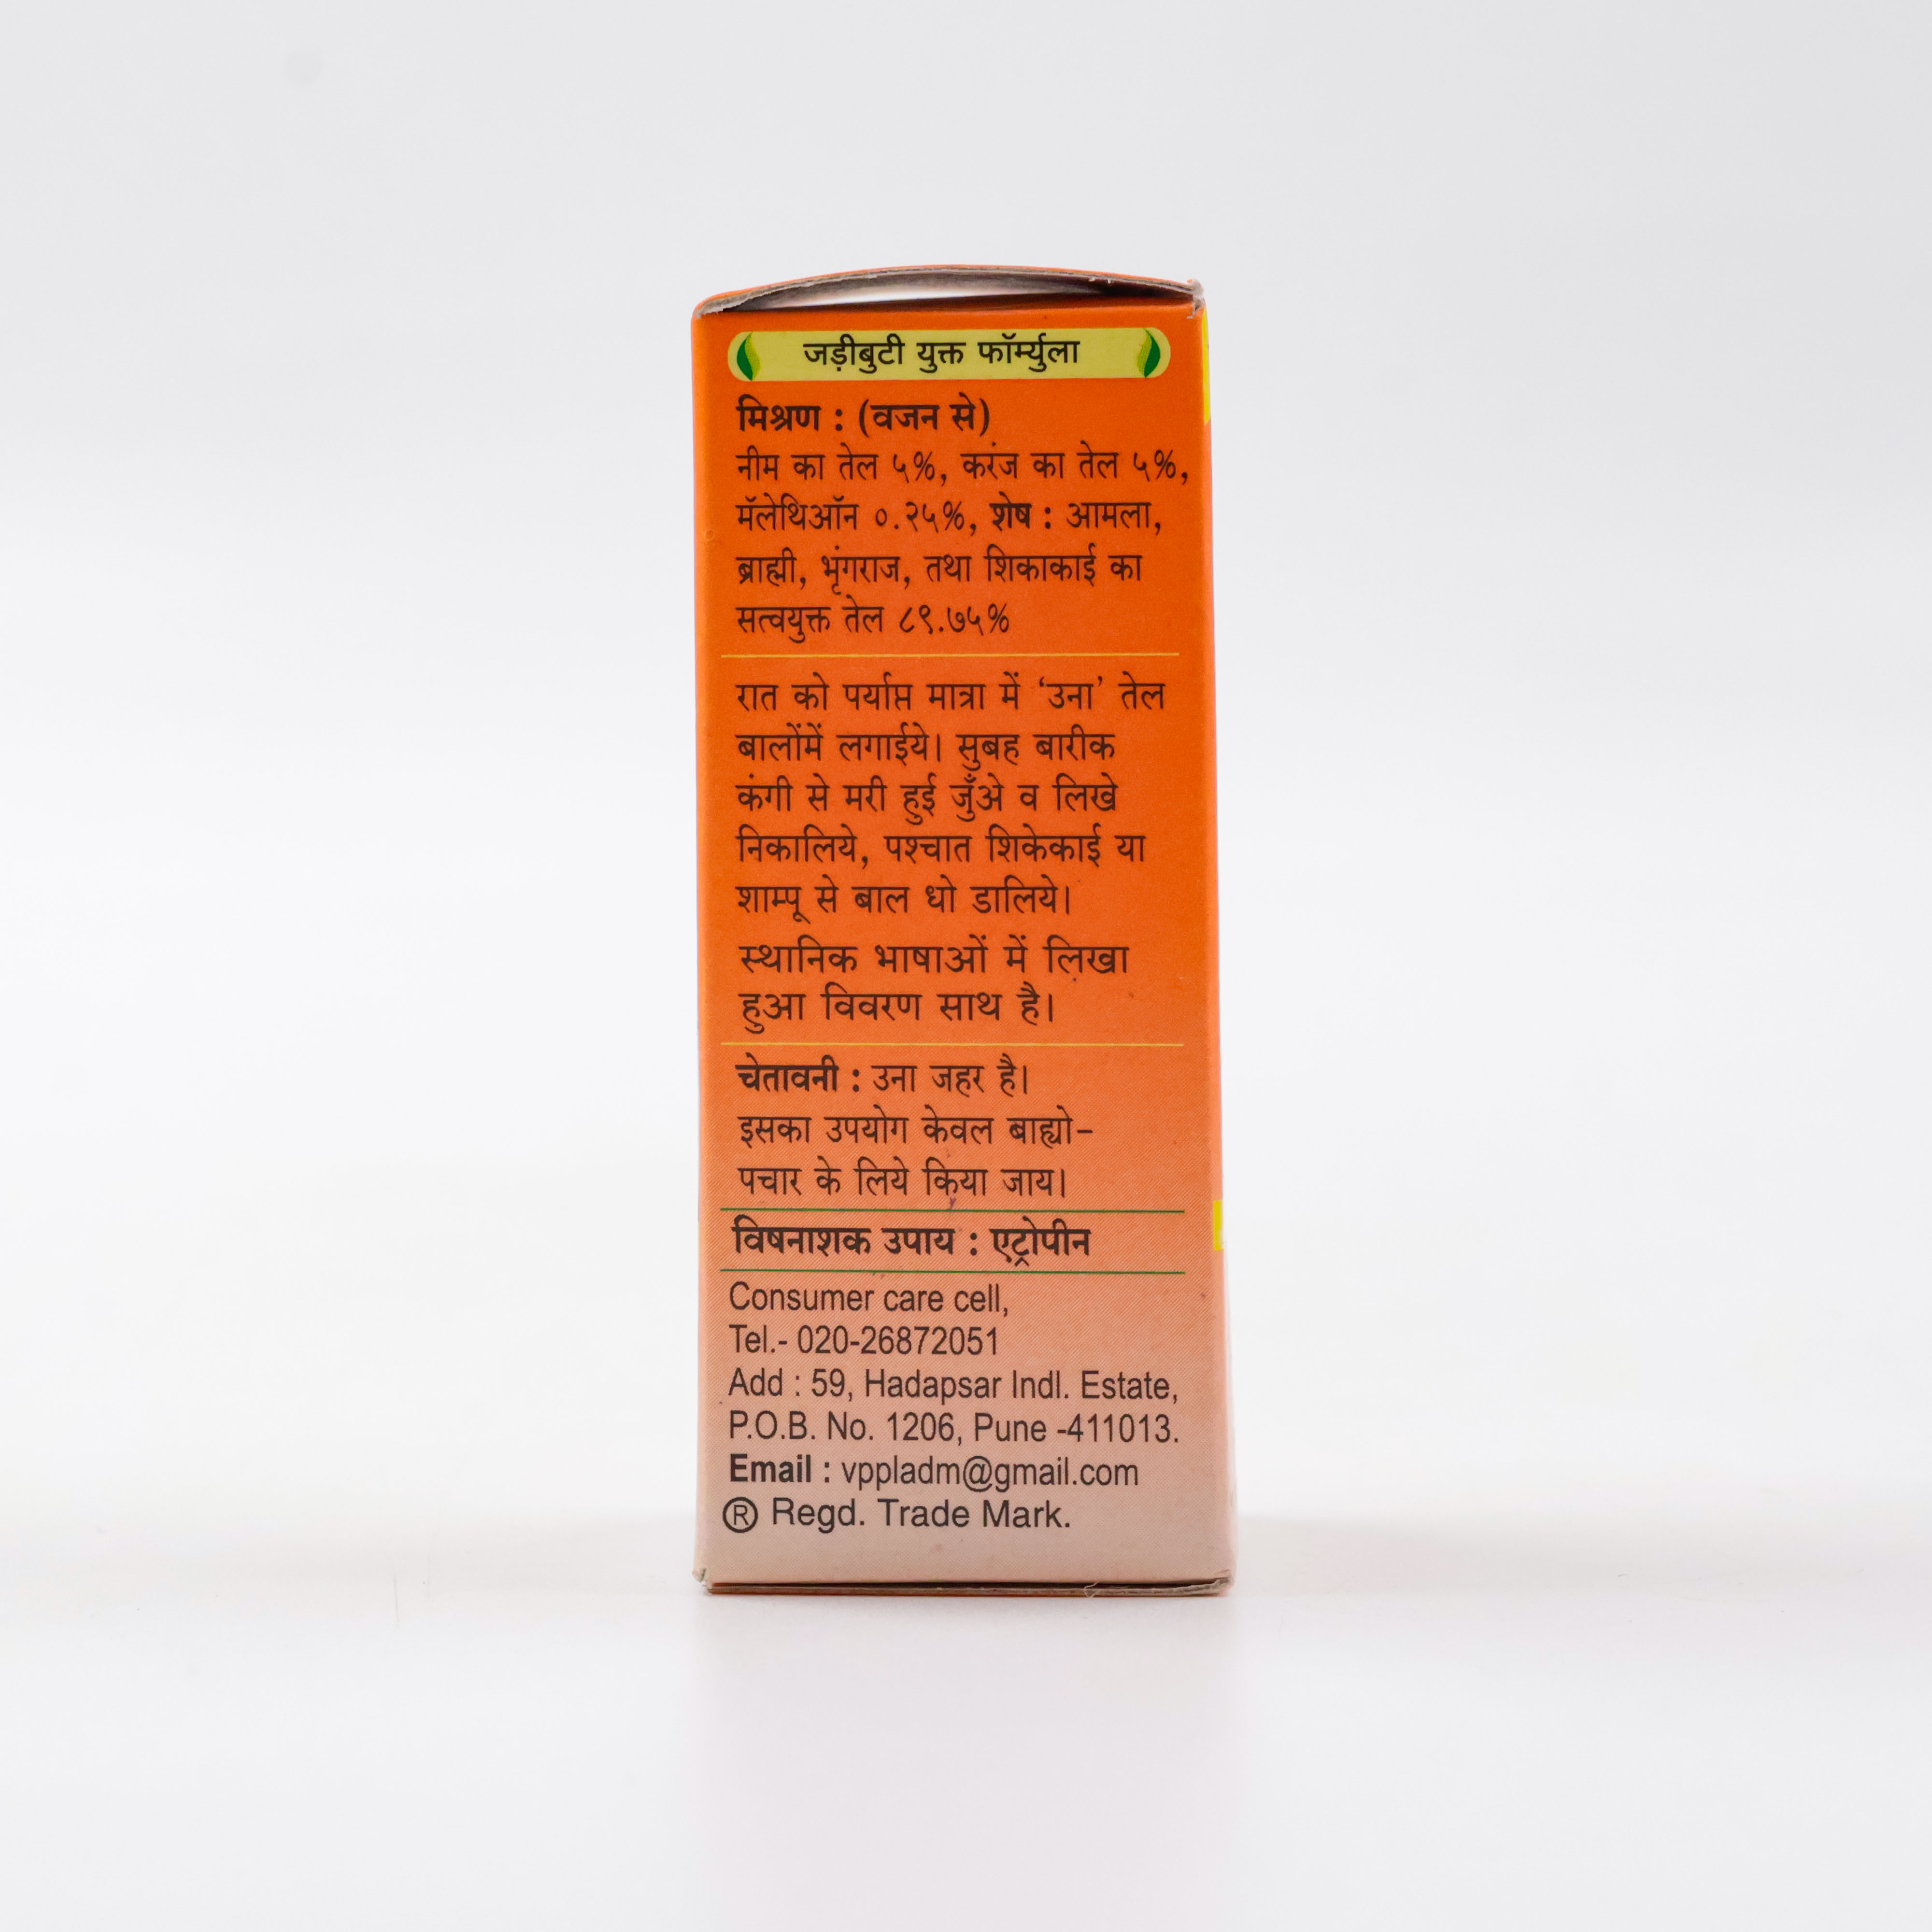 जड़ीबुटी युक्त फॉर्म्युला
मिश्रण : (वजन से)
नीम का तेल ५%, करंज का तेल ५%,
मॅलेथिऑन ०.२५%, शेष : आमला,
ब्राह्मी, भृंगराज, तथा शिकाकाई का
सत्वयुक्त तेल ८९.७५%
रात को पर्याप्त मात्रा में ‘उना’ तेल
बालोंमें लगाईये। सुबह बारीक
कंगी से मरी हुई जुँअे व लिखे
निकालिये, पश्चात शिकेकाई या
शाम्पू से बाल धो डालिये।
स्थानिक भाषाओं में लिखा
हुआ विवरण साथ है।
चेतावनी : उना जहर है।
इसका उपयोग केवल बाह्यो-
पचार के लिये किया जाय।
विषनाशक उपाय : एट्रोपीन
Consumer care cell,
Tel.- 020-26872051
Add : 59, Hadapsar Indl. Estate,
P.O.B. No. 1206, Pune -411013.
Email : vppladm@gmail.com
® Regd. Trade Mark.